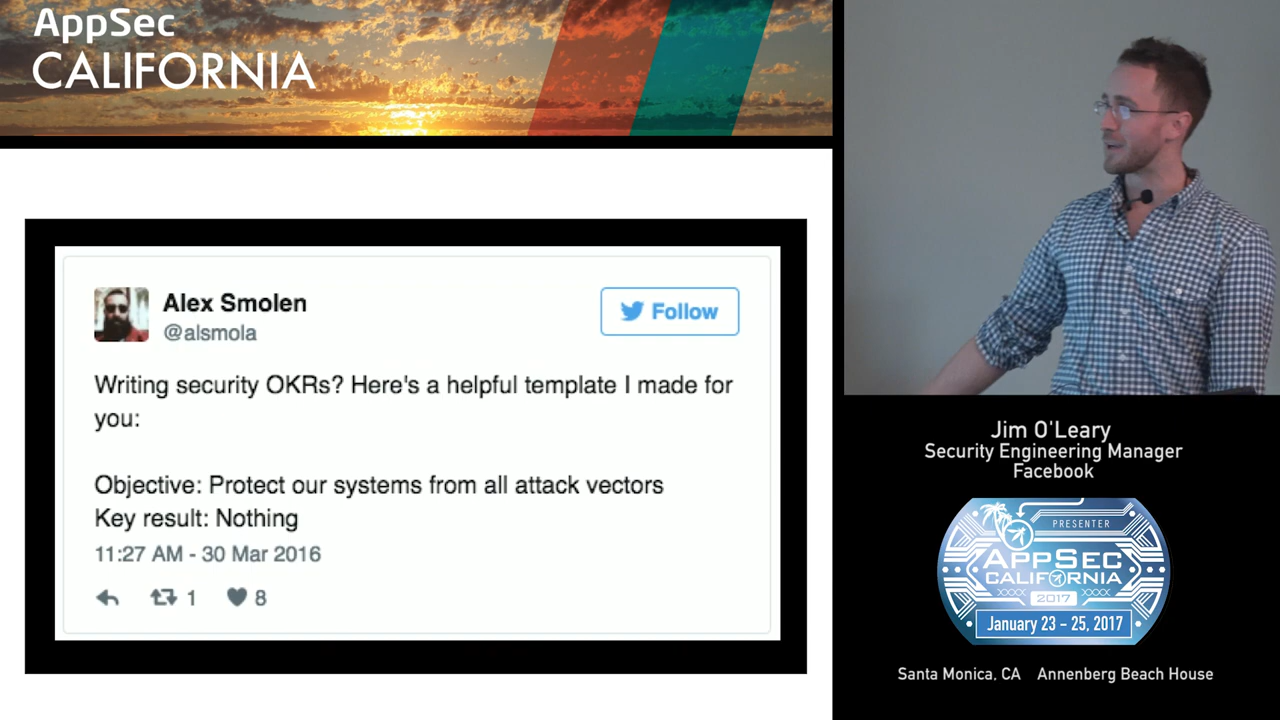 AppSec
CALIFORNIA
Alex Smolen
@alsmola
Follow
Writing security OKRs? Here's a helpful template I made for
you:
Objective: Protect our systems from all attack vectors
Key result: Nothing
11:27 AM - 30 Mar 2016
1
8
Jim O'Leary
Security Engineering Manager
Facebook
PRESENTER
APPSEC
CALIFORNIA
XXXX 2017 XXXX
January 23 - 25, 2017
Santa Monica, CA Annenberg Beach House